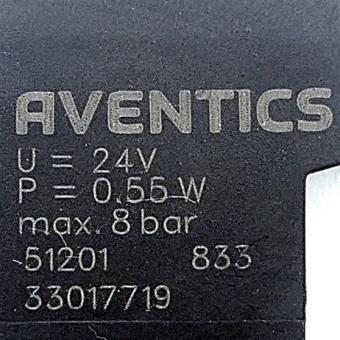 AVENTICS
U = 24V
P = 0.55 W
max. 8 bar
51201 833
33017719